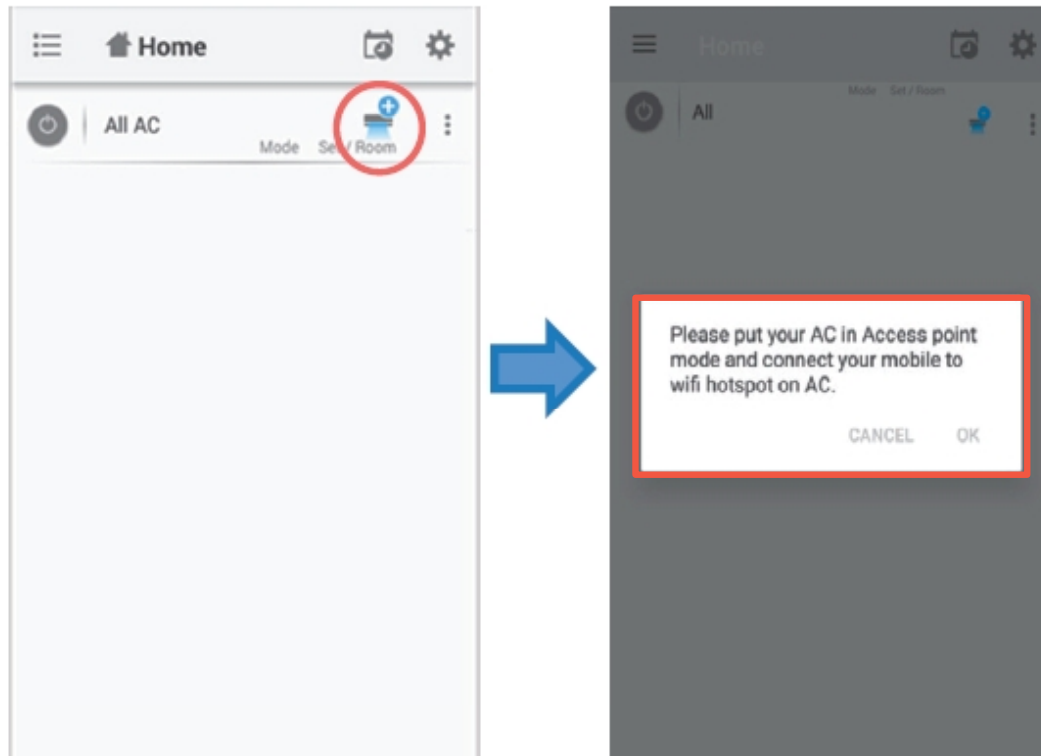 Home
All AC
Mode Set / Room
Home
Mode Set / Room
All
Please put your AC in Access point
mode and connect your mobile to
wifi hotspot on AC.
CANCEL OK